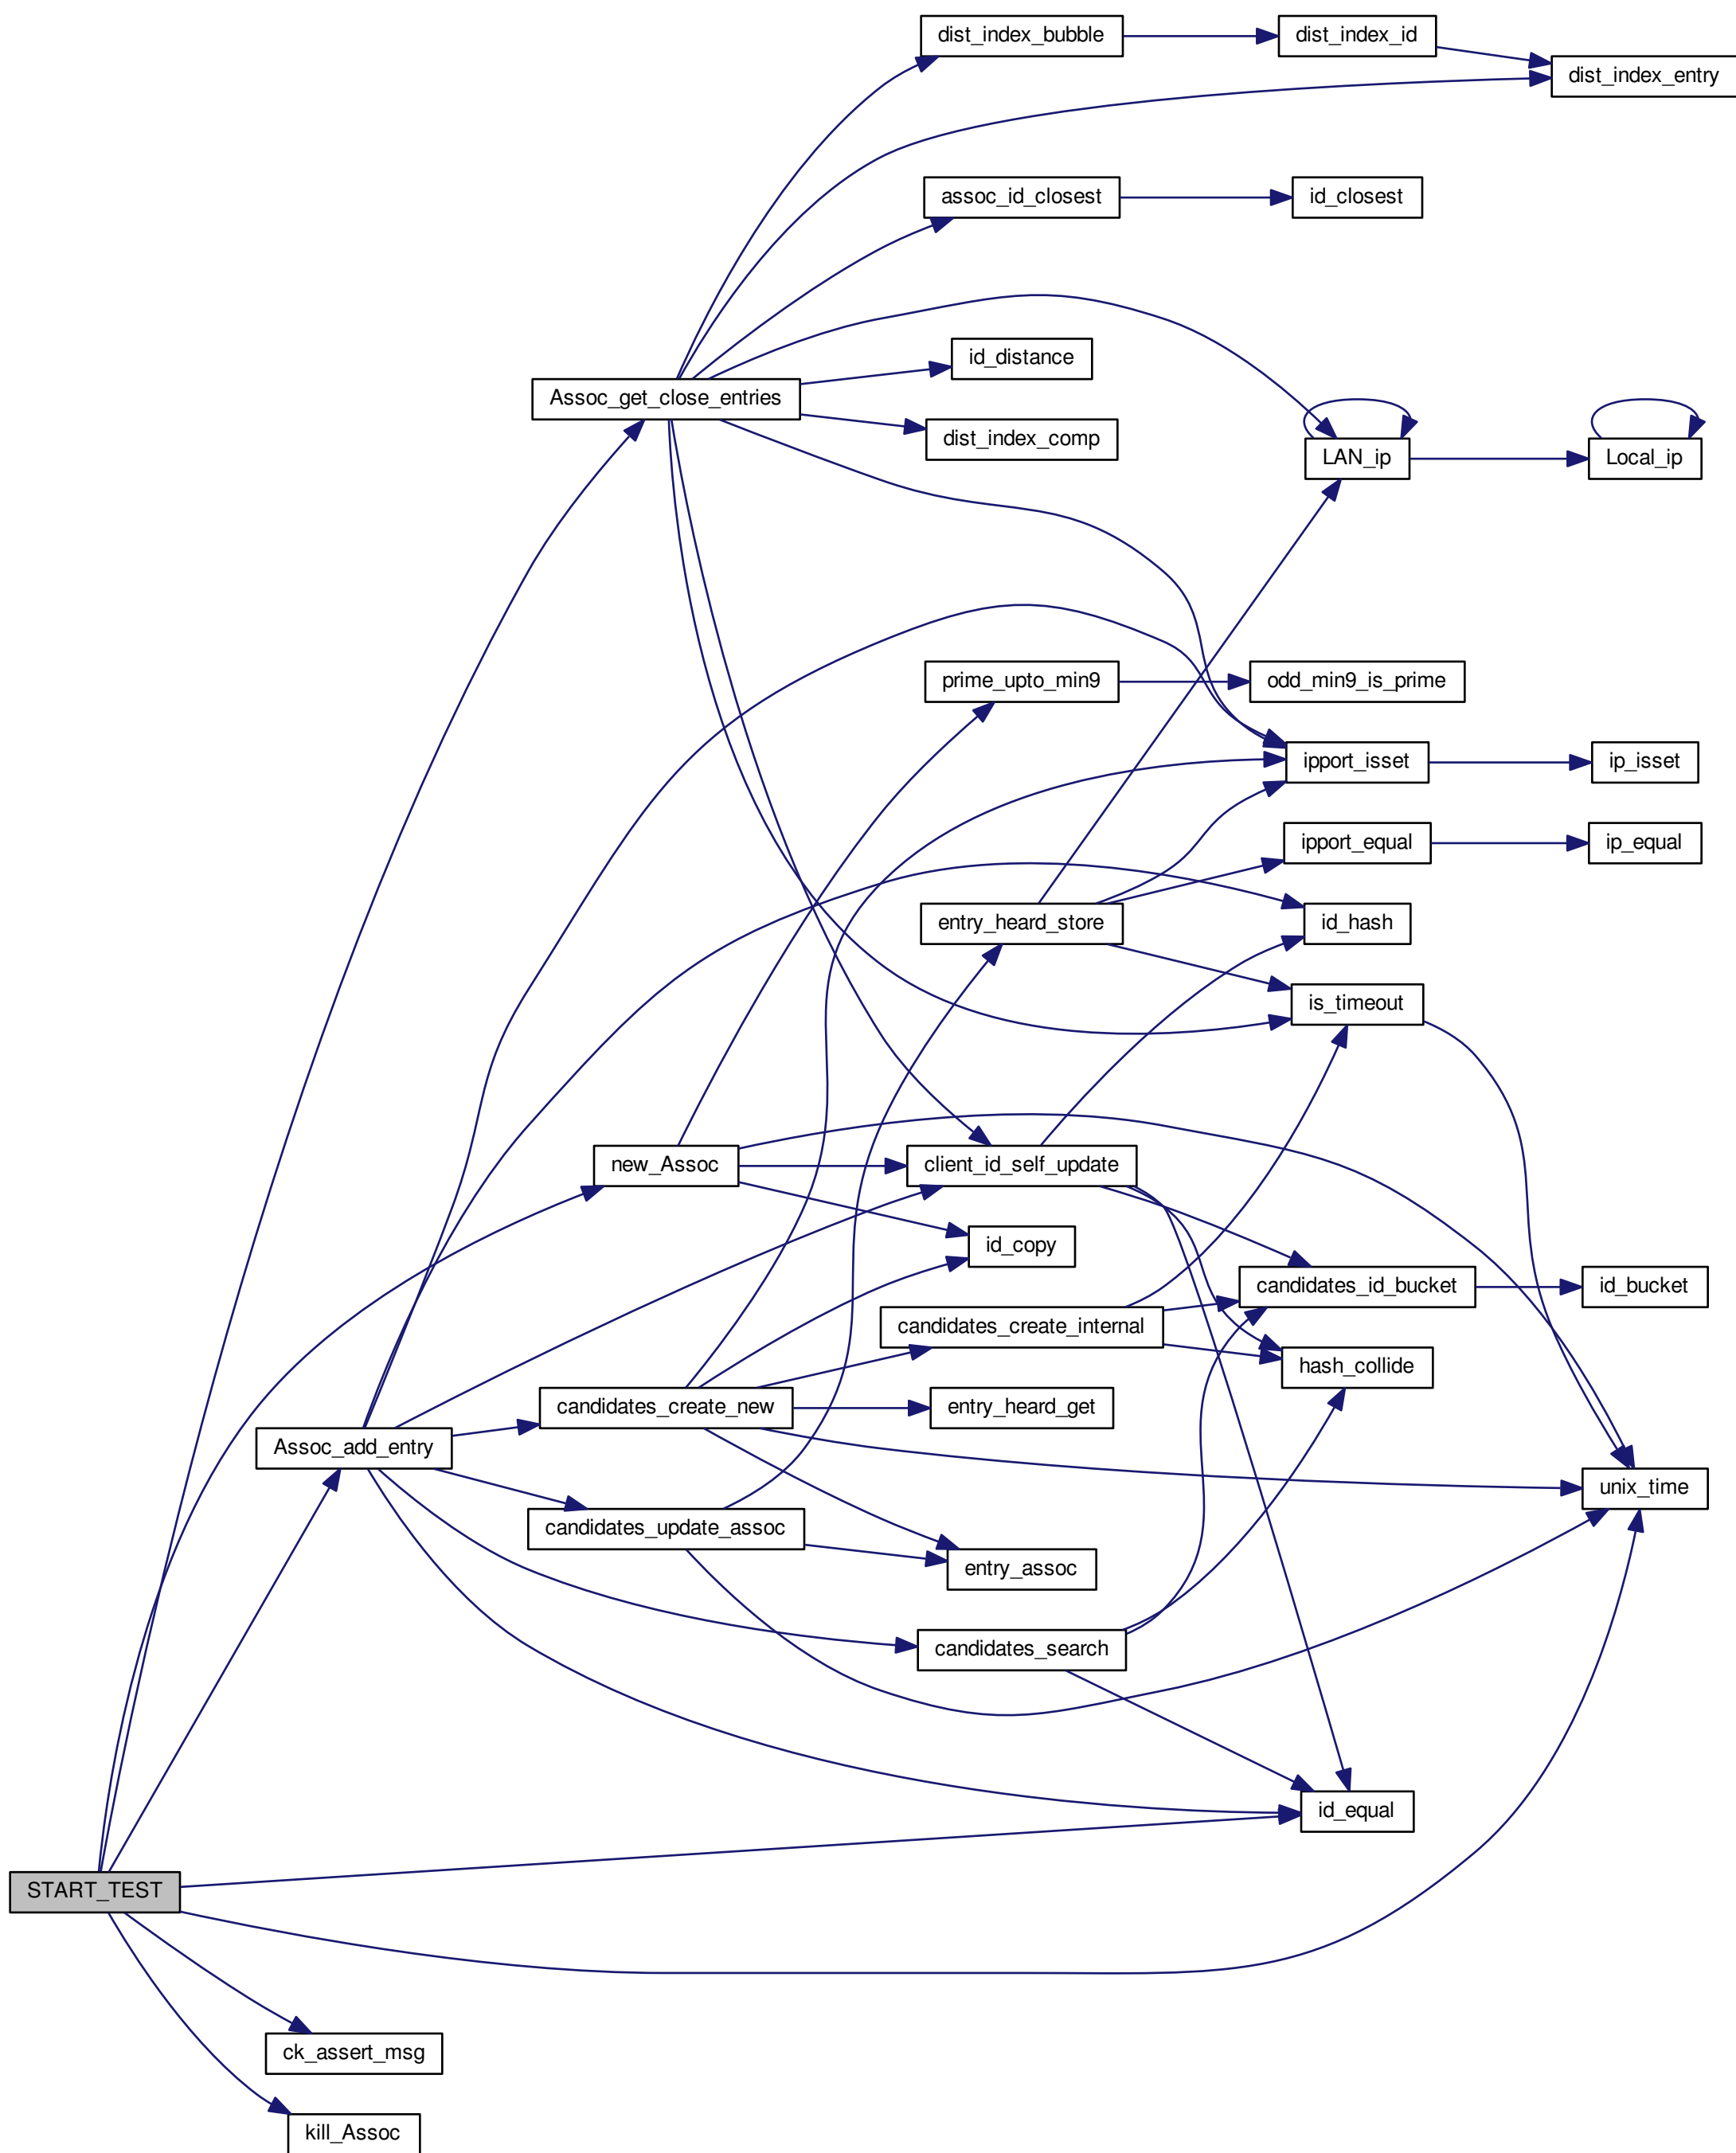 dist_index_bubble
dist_index_id
dist_index_entry
assoc_id_closest
id_closest
id_distance
Assoc_get_close_entries
dist_index_comp
LAN_ip
Local_ip
prime_upto_min9
odd_min9_is_prime
ipport_isset
ip_isset
ipport_equal
ip_equal
entry_heard_store
id_hash
is_timeout
new_Assoc
client_id_self_update
id_copy
candidates_id_bucket
id_bucket
candidates_create_internal
hash_collide
candidates_create_new
entry_heard_get
Assoc_add_entry
unix_time
candidates_update_assoc
entry_assoc
candidates_search
id_equal
START_TEST
ck_assert_msg
kill_Assoc